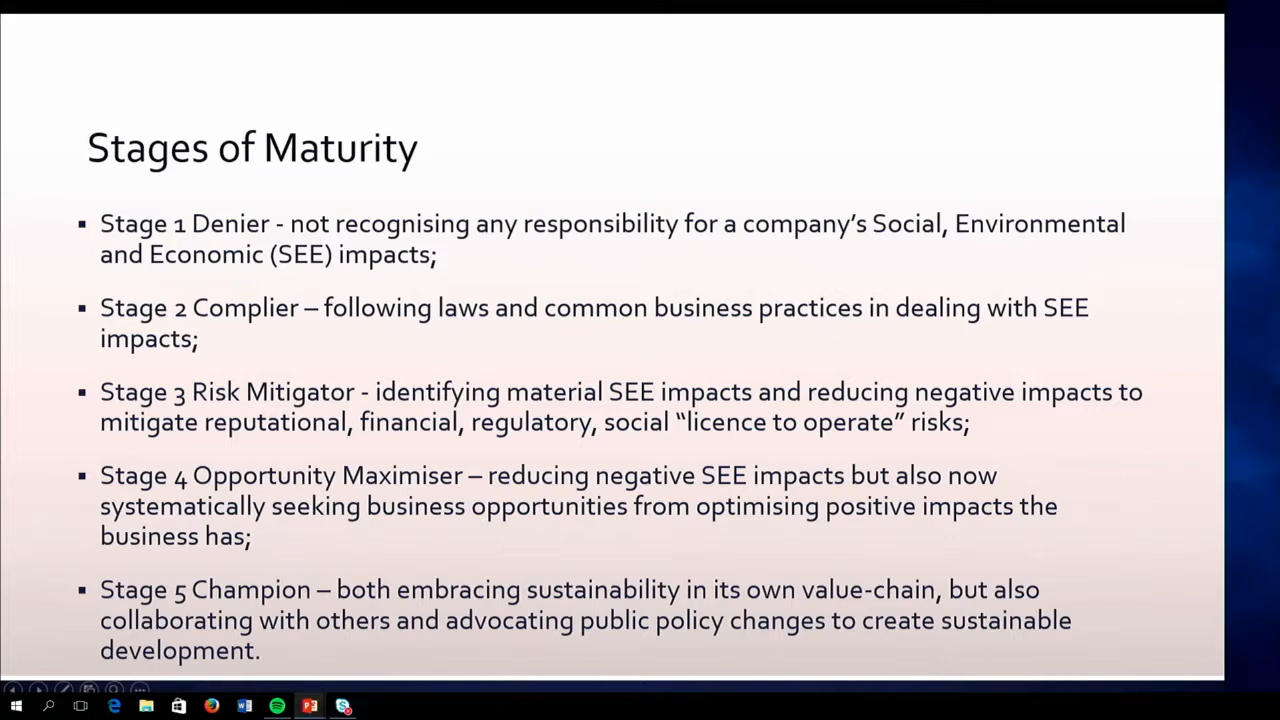 Stages of Maturity
▪ Stage 1 Denier - not recognising any responsibility for a company’s Social, Environmental
and Economic (SEE) impacts;
▪ Stage 2 Complier – following laws and common business practices in dealing with SEE
impacts;
▪ Stage 3 Risk Mitigator - identifying material SEE impacts and reducing negative impacts to
mitigate reputational, financial, regulatory, social “licence to operate” risks;
▪ Stage 4 Opportunity Maximiser – reducing negative SEE impacts but also now
systematically seeking business opportunities from optimising positive impacts the
business has;
▪ Stage 5 Champion – both embracing sustainability in its own value-chain, but also
collaborating with others and advocating public policy changes to create sustainable
development.